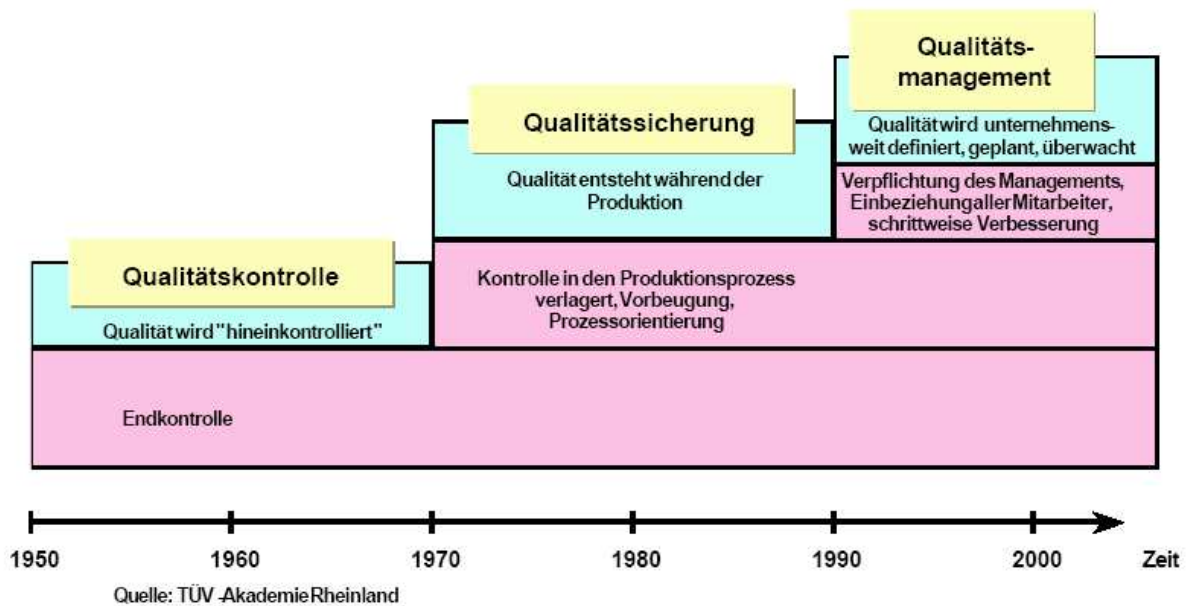 Qualitäts-
management
Qualität wird unternehmens-
weit definiert, geplant, überwacht
Verpflichtung des Managements,
Einbeziehung aller Mitarbeiter,
schrittweise Verbesserung
Qualitätssicherung
Qualität entsteht während der
Produktion
Kontrolle in den Produktionsprozess
verlagert, Vorbeugung,
Prozessorientierung
Qualitätskontrolle
Qualität wird "hineinkontrolliert"
Endkontrolle
1950 1960 1970 1980 1990 2000 Zeit
Quelle: TÜV -Akademie Rheinland